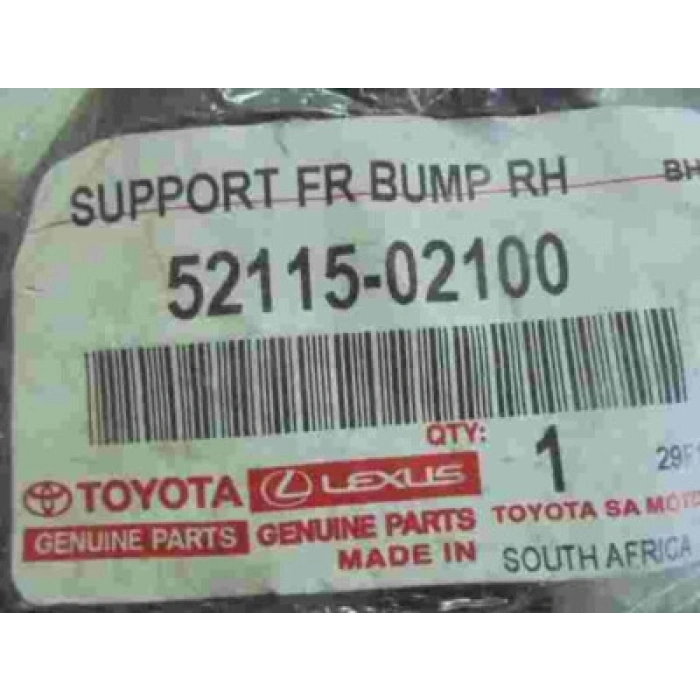 SUPPORT FR BUMP RH BH
52115-02100
QTY: 1
TOYOTA LEXUS
GENUINE PARTS GENUINE PARTS TOYOTA SA
MADE IN SOUTH AFRICA